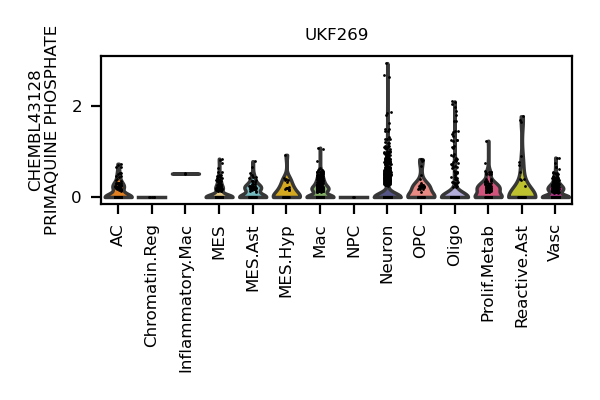 UKF269
CHEMBL43128
PRIMAQUINE PHOSPHATE
2
0
AC
Chromatin.Reg
Inflammatory.Mac
MES
MES.Ast
MES.Hyp
Mac
NPC
Neuron
OPC
Oligo
Prolif.Metab
Reactive.Ast
Vasc